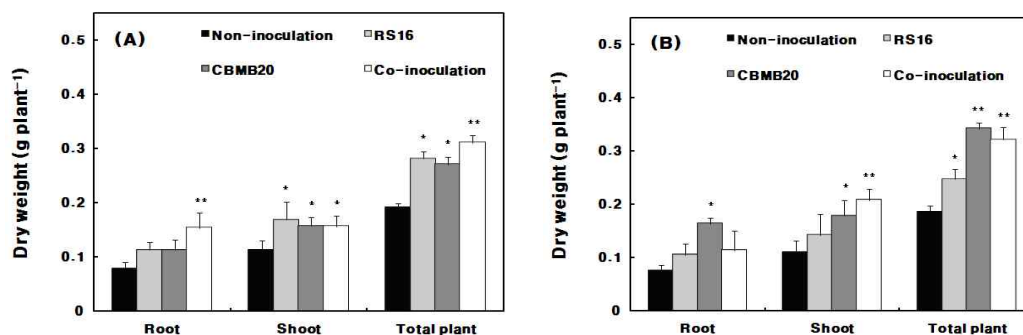 (A)
Non-inoculation RS16
CBMB20 Co-inoculation
Dry weight (g plant⁻¹)
0.5
0.4
0.3
0.2
0.1
0
** * * * * * **
Root Shoot Total plant
(B)
Non-inoculation RS16
CBMB20 Co-inoculation
Dry weight (g plant⁻¹)
0.5
0.4
0.3
0.2
0.1
0
* * ** * ** **
Root Shoot Total plant